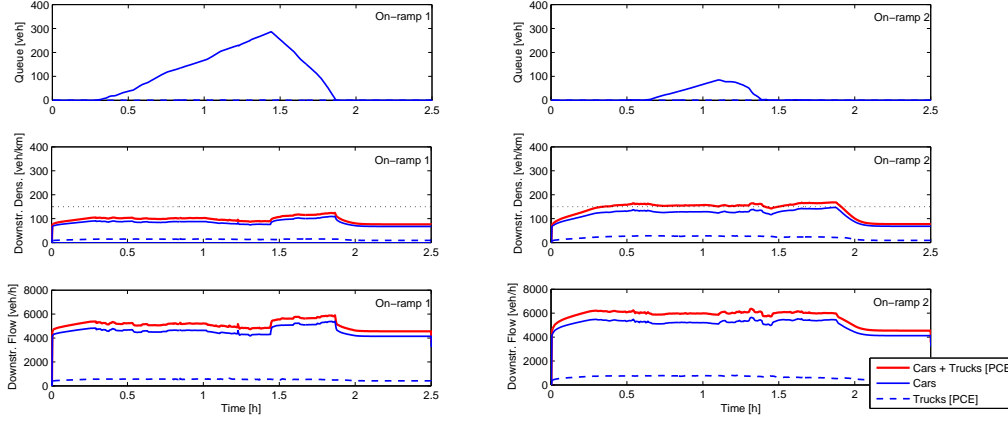 On-ramp 1
Queue [veh]
400
300
200
100
0
0 0.5 1 1.5 2 2.5
On-ramp 2
Queue [veh]
400
300
200
100
0
0 0.5 1 1.5 2 2.5
On-ramp 1
Downstr. Dens. [veh/km]
400
300
200
100
0
0 0.5 1 1.5 2 2.5
On-ramp 2
Downstr. Dens. [veh/km]
400
300
200
100
0
0 0.5 1 1.5 2 2.5
On-ramp 1
Downstr. Flow [veh/h]
8000
6000
4000
2000
0
0 0.5 1 1.5 2 2.5
Time [h]
On-ramp 2
Downstr. Flow [veh/h]
8000
6000
4000
2000
0
0 0.5 1 1.5 2
Time [h]
Cars + Trucks [PCE
Cars
Trucks [PCE]